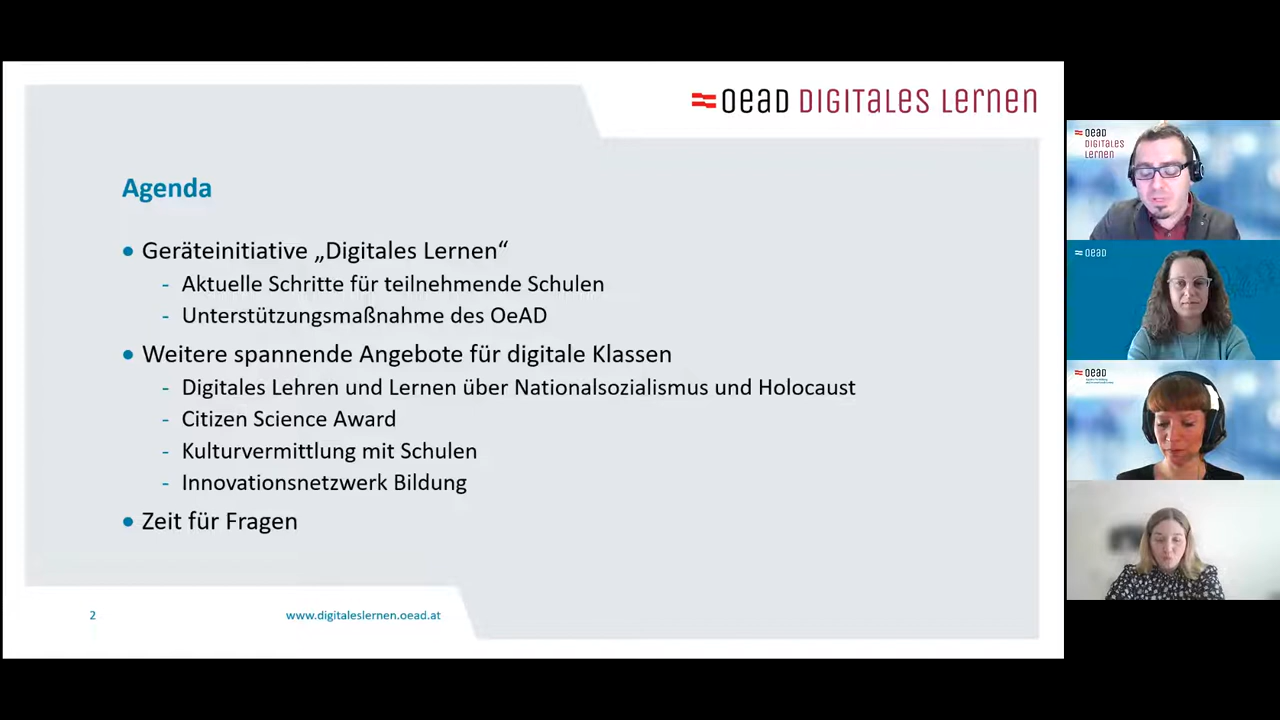 OeAD DIGITALES LERNEN
Agenda
• Geräteinitiative „Digitales Lernen“
- Aktuelle Schritte für teilnehmende Schulen
- Unterstützungsmaßnahme des OeAD
• Weitere spannende Angebote für digitale Klassen
- Digitales Lehren und Lernen über Nationalsozialismus und Holocaust
- Citizen Science Award
- Kulturvermittlung mit Schulen
- Innovationsnetzwerk Bildung
• Zeit für Fragen
2
www.digitaleslernen.oead.at
OeAD
DIGITALES
LERNEN
OeAD
OeAD